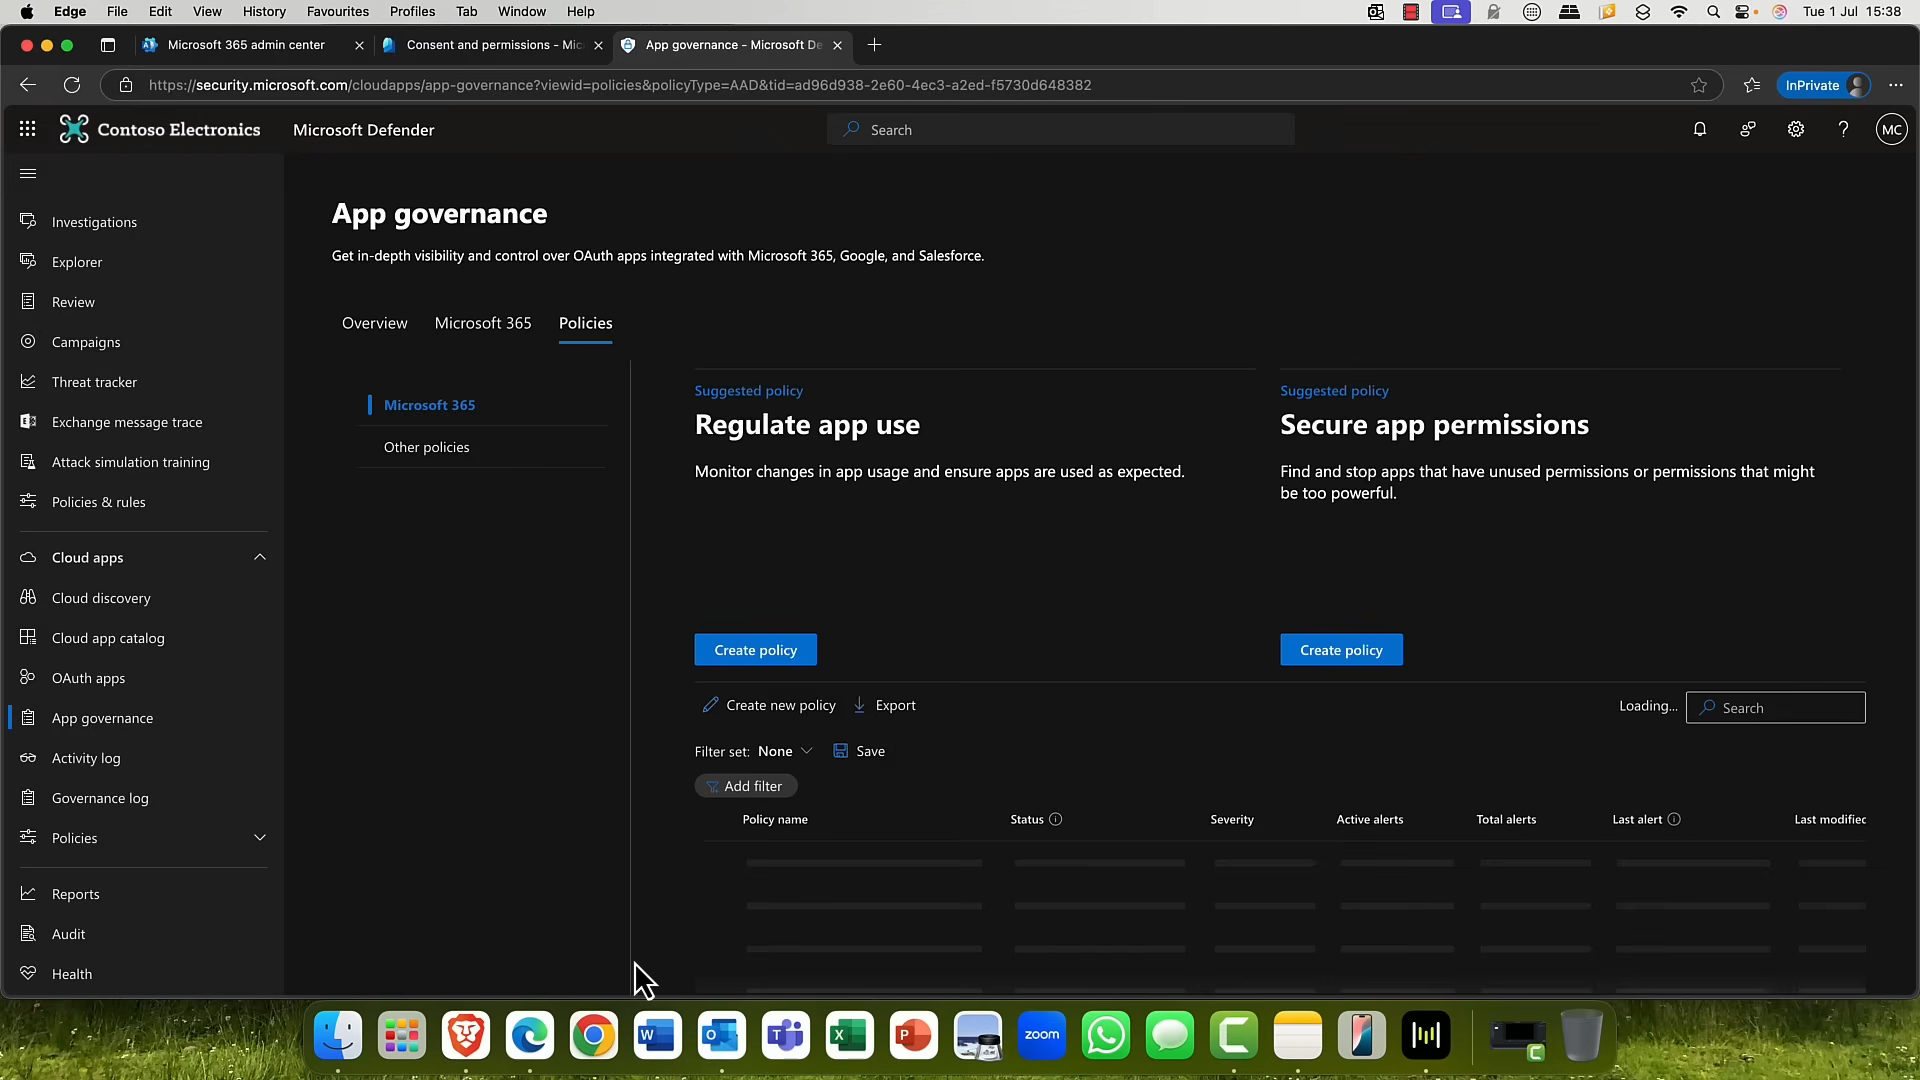 Edge File Edit View History Favourites Profiles Tab Window Help Tue 1 Jul 15:38
Microsoft 365 admin center Consent and permissions - Mic App governance - Microsoft De
https://security.microsoft.com/cloudapps/app-governance?viewid=policies&policyType=AAD&tid=ad96d938-2e60-4ec3-a2ed-f5730d648382 InPrivate
Contoso Electronics Microsoft Defender Search MC
Investigations
Explorer
Review
Campaigns
Threat tracker
Exchange message trace
Attack simulation training
Policies & rules
Cloud apps
Cloud discovery
Cloud app catalog
OAuth apps
App governance
Activity log
Governance log
Policies
Reports
Audit
Health
App governance
Get in-depth visibility and control over OAuth apps integrated with Microsoft 365, Google, and Salesforce.
Overview Microsoft 365 Policies
Microsoft 365
Other policies
Suggested policy
Regulate app use
Monitor changes in app usage and ensure apps are used as expected.
Create policy
Suggested policy
Secure app permissions
Find and stop apps that have unused permissions or permissions that might
be too powerful.
Create policy
Create new policy Export Loading... Search
Filter set: None Save
Add filter
Policy name Status Severity Active alerts Total alerts Last alert Last modified
zoom